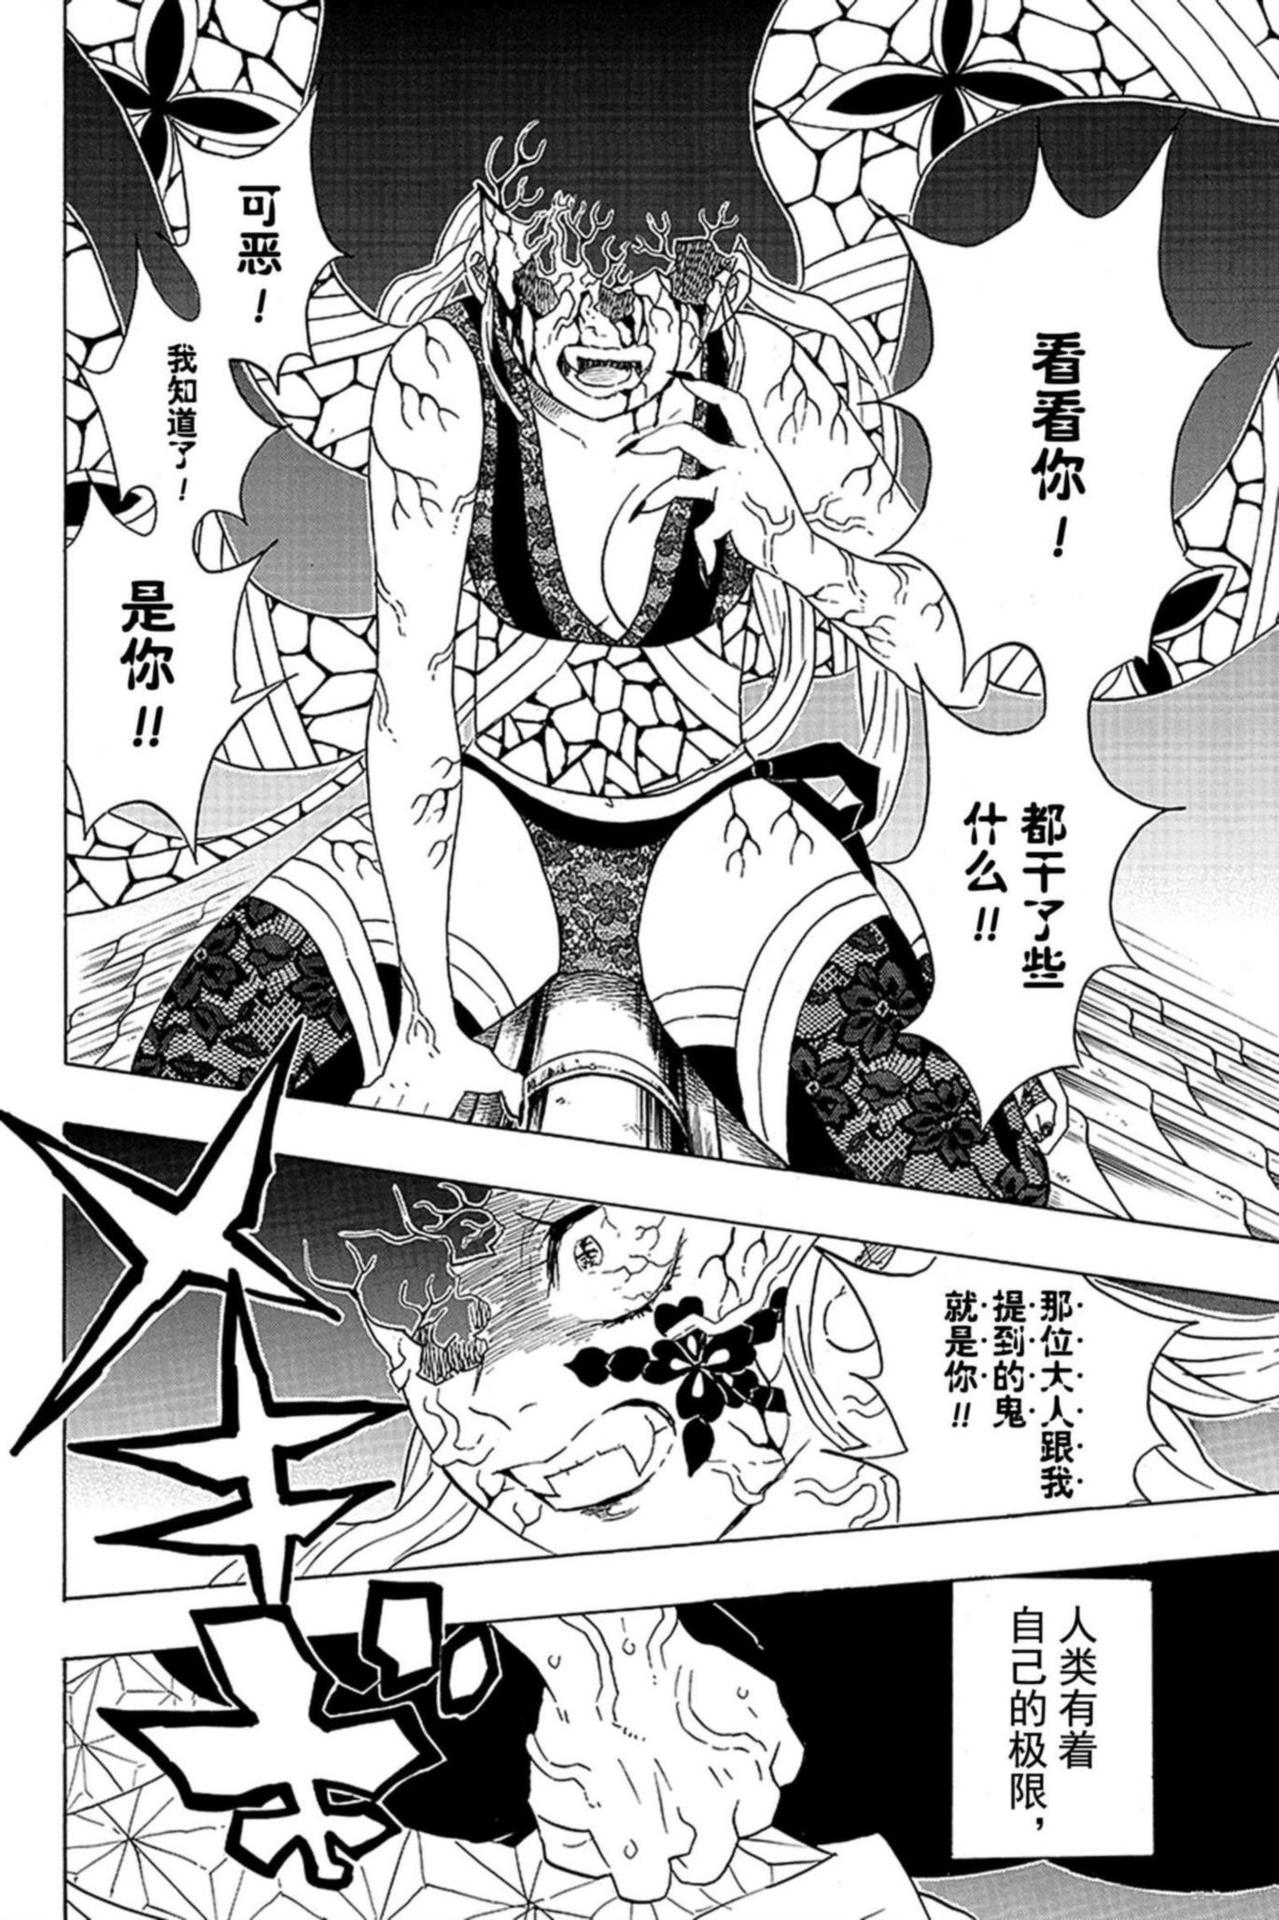 看看你！
都干了些
什么!!
可恶！
我知道了！
是你!!
那位大人跟我
提到的鬼
就是你!!
人类有着
自己的极限，